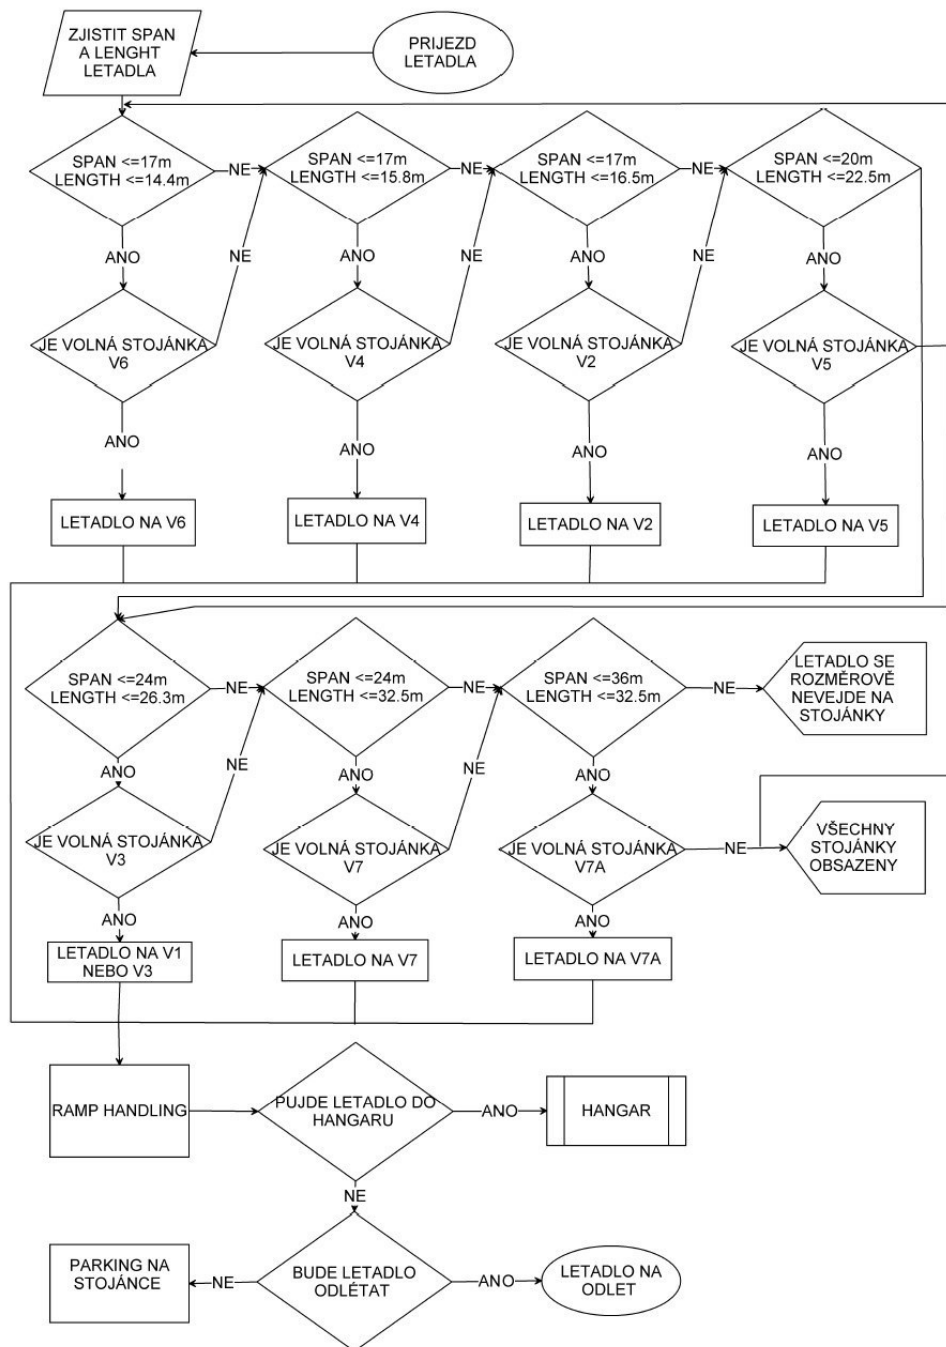 ZJISTIT SPAN
A LENGHT
LETADLA
PRIJEZD
LETADLA
SPAN <=17m
LENGTH <=14.4m
NE
SPAN <=17m
LENGTH <=15.8m
NE
SPAN <=17m
LENGTH <=16.5m
NE
SPAN <=20m
LENGTH <=22.5m
ANO
NE
ANO
NE
ANO
NE
ANO
JE VOLNÁ STOJÁNKA
V6
JE VOLNÁ STOJÁNKA
V4
JE VOLNÁ STOJÁNKA
V2
JE VOLNÁ STOJÁNKA
V5
ANO
ANO
ANO
ANO
LETADLO NA V6
LETADLO NA V4
LETADLO NA V2
LETADLO NA V5
SPAN <=24m
LENGTH <=26.3m
NE
SPAN <=24m
LENGTH <=32.5m
NE
SPAN <=36m
LENGTH <=32.5m
NE
LETADLO SE
ROZMĚROVĚ
NEVEJDE NA
STOJÁNKY
ANO
NE
ANO
NE
ANO
JE VOLNÁ STOJÁNKA
V3
JE VOLNÁ STOJÁNKA
V7
JE VOLNÁ STOJÁNKA
V7A
NE
VŠECHNY
STOJÁNKY
OBSAZENY
ANO
ANO
ANO
LETADLO NA V1
NEBO V3
LETADLO NA V7
LETADLO NA V7A
RAMP HANDLING
PUJDE LETADLO DO
HANGARU
ANO
HANGAR
NE
PARKING NA
STOJÁNCE
NE
BUDE LETADLO
ODLÉTAT
ANO
LETADLO NA
ODLET